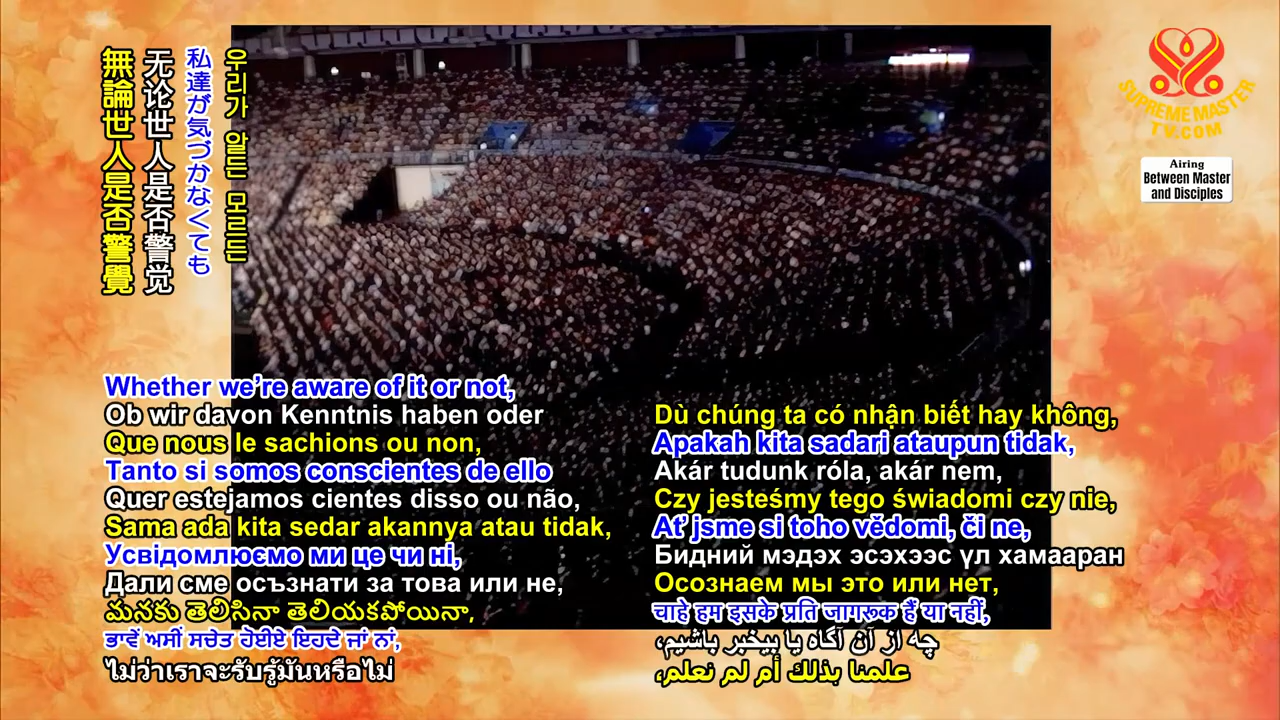 無論世人是否警覺
无论世人是否警觉
私達が気づかなくても
우리가 알든 모르든
SUPREME MASTER
TV.COM
Airing
Between Master
and Disciples
Whether we're aware of it or not,
Ob wir davon Kenntnis haben oder
Que nous le sachions ou non,
Tanto si somos conscientes de ello
Quer estejamos cientes disso ou não,
Sama ada kita sedar akannya atau tidak,
Усвідомлюємо ми це чи ні,
Дали сме осъзнати за това или не,
మనకు తెలిసినా తెలియకపోయినా,
ਭਾਵੇਂ ਅਸੀਂ ਸਚੇਤ ਹੋਈਏ ਇਹਦੇ ਜਾਂ ਨਾਂ,
ไม่ว่าเราจะรับรู้มันหรือไม่
Dù chúng ta có nhận biết hay không,
Apakah kita sadari ataupun tidak,
Akár tudunk róla, akár nem,
Czy jesteśmy tego świadomi czy nie,
Ať jsme si toho vědomi, či ne,
Бидний мэдэх эсэхээс үл хамааран
Осознаем мы это или нет,
चाहे हम इसके प्रति जागरूक हैं या नहीं,
چه از آن آگاه یا بیخبر باشیم،
علمنا بذلك أم لم نعلم،